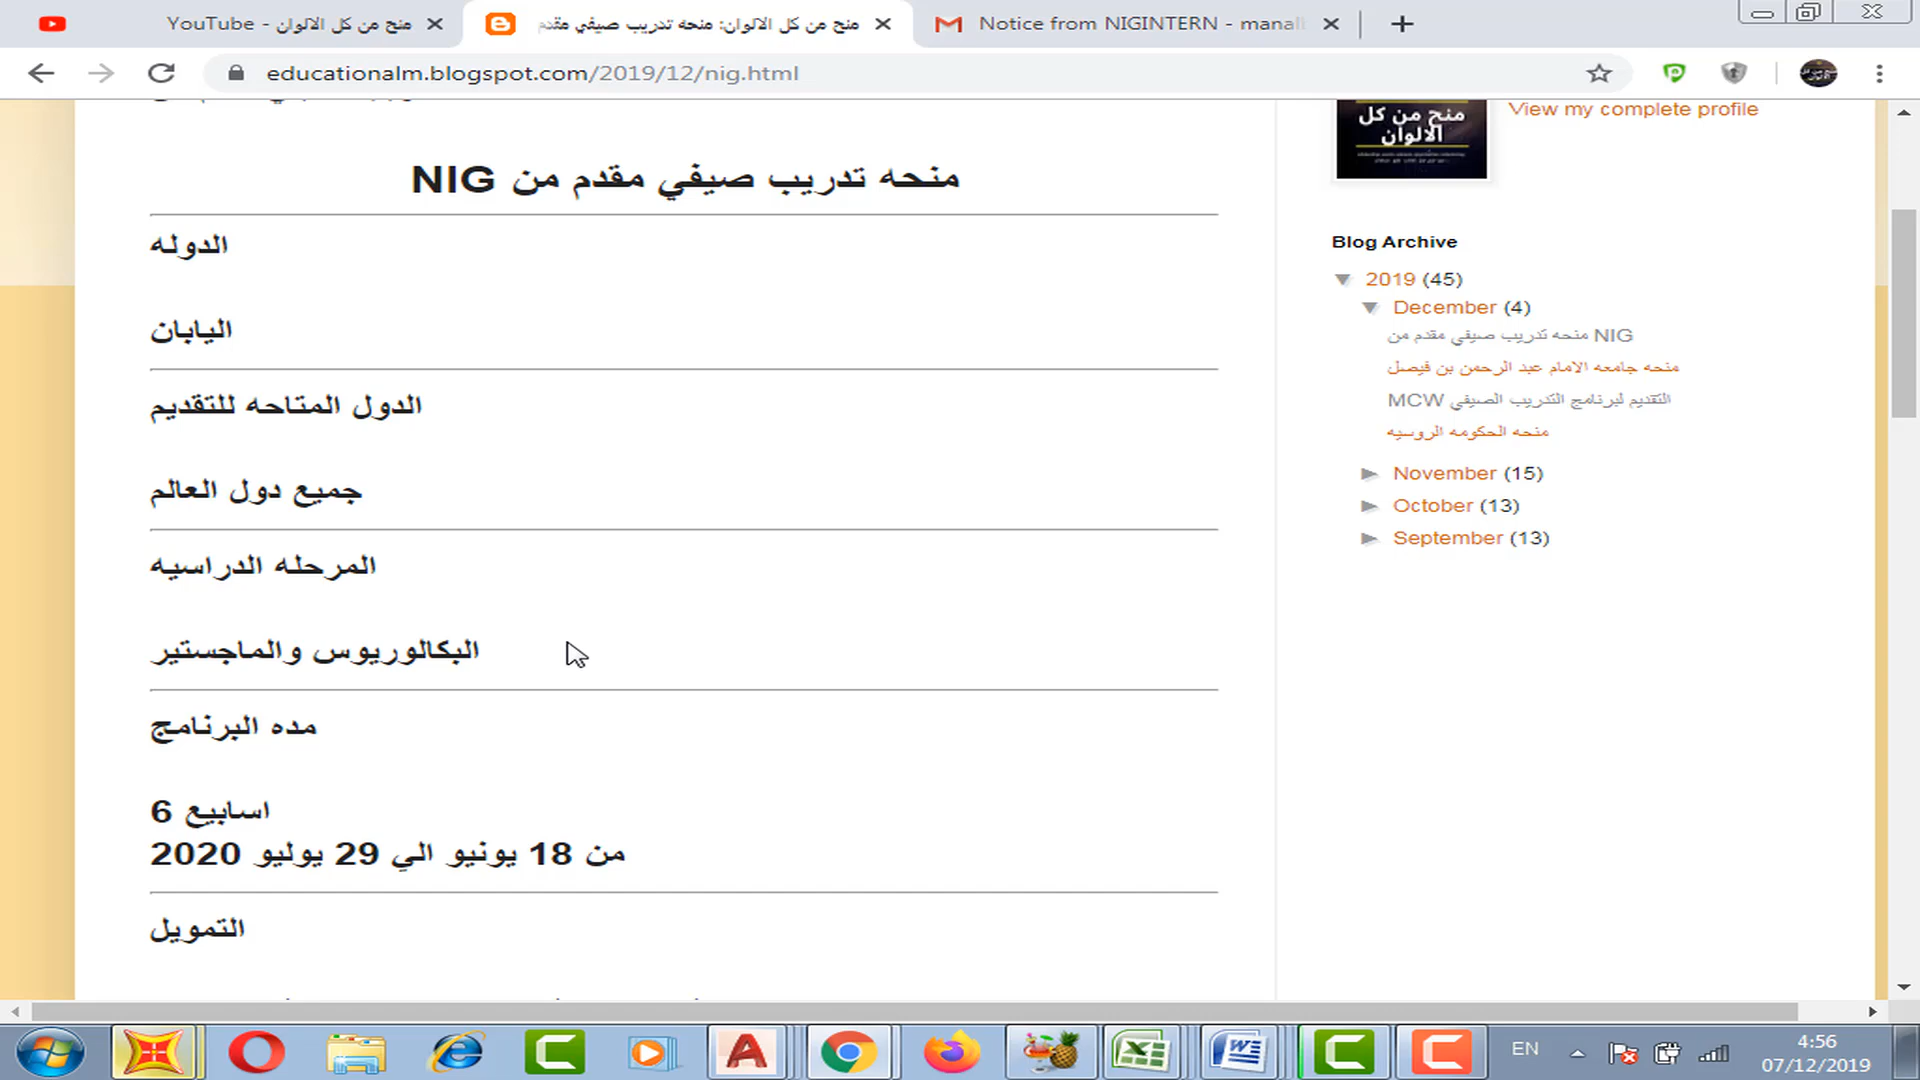 منح من كل الالوان - YouTube
منح من كل الالوان: منحه تدريب صيفي مقدم
Notice from NIGINTERN - manal
educationalm.blogspot.com/2019/12/nig.html
منحه تدريب صيفي مقدم من NIG
الدوله
اليابان
الدول المتاحه للتقديم
جميع دول العالم
المرحله الدراسيه
البكالوريوس والماجستير
مده البرنامج
6 اسابيع
من 18 يونيو الي 29 يوليو 2020
التمويل
منح من كل
الالوان
View my complete profile
Blog Archive
▼ 2019 (45)
▼ December (4)
منحه تدريب صيفي مقدم من NIG
منحه جامعه الامام عبد الرحمن بن فيصل
التقديم لبرنامج التدريب الصيفي MCW
منحه الحكومه الروسيه
► November (15)
► October (13)
► September (13)
EN
4:56
07/12/2019